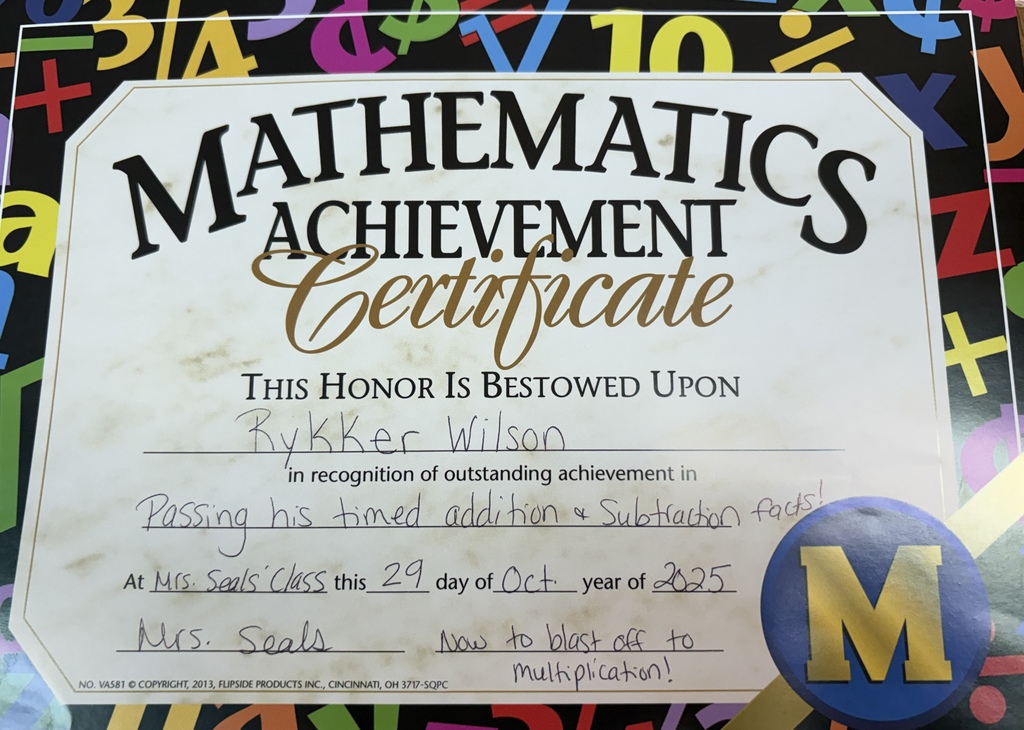 MATHEMATICS
ACHIEVEMENT
Certificate
THIS HONOR IS BESTOWED UPON
Rykker Wilson
in recognition of outstanding achievement in
Passing his timed addition & Subtraction facts!
At Mrs. Seals' Class this 29 day of Oct. year of 2025
Mrs. Seals Now to blast off to
multiplication!
NO. VA581 © COPYRIGHT, 2013, FLIPSIDE PRODUCTS INC., CINCINNATI, OH 3717-SQPC
M